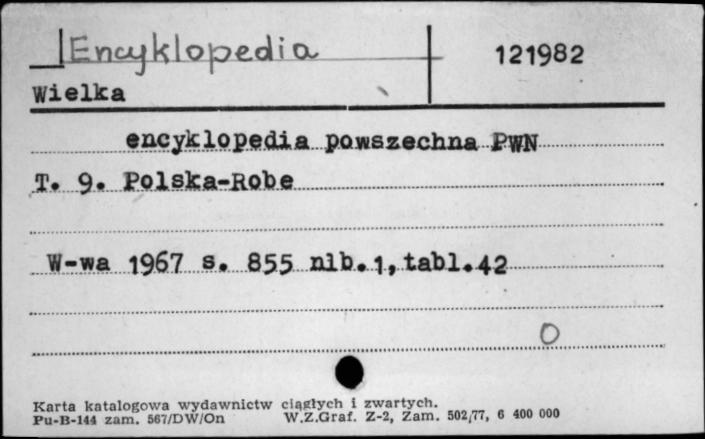 Encyklopedia 121982
Wielka
encyklopedia powszechna PWN
T. 9. Polska-Robe
W-wa 1967 s. 855 nlb.1, tabl.42
O
Karta katalogowa wydawnictw ciągłych i zwartych.
Pu-B-144 zam. 567/DW/On W.Z.Graf. Z-2, Zam. 502/77, 6 400 000